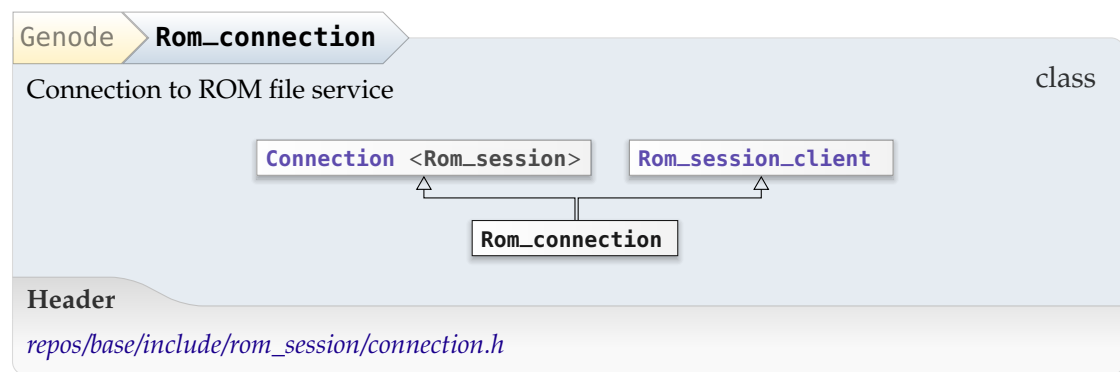 Genode Rom_connection
class
Connection to ROM file service
Connection <Rom_session> Rom_session_client
Rom_connection
Header
repos/base/include/rom_session/connection.h